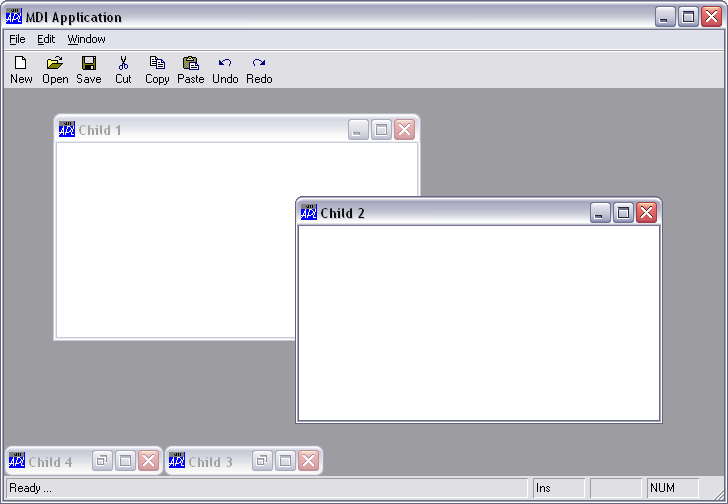 MDI Application
File Edit Window
New Open Save Cut Copy Paste Undo Redo
Child 1
Child 2
Child 4
Child 3
Ready ... Ins NUM